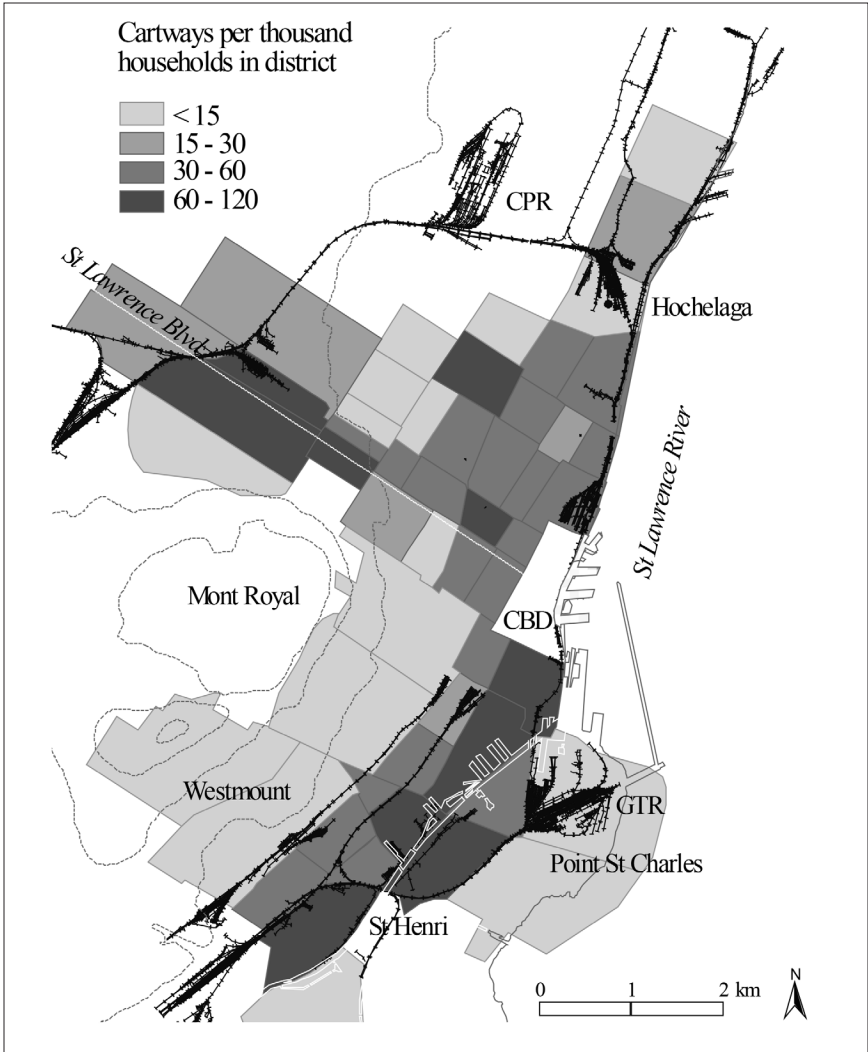 Cartways per thousand
households in district
< 15
15 - 30
30 - 60
60 - 120
CPR
St Lawrence Blvd
Hochelaga
St Lawrence River
Mont Royal
CBD
Westmount
GTR
Point St Charles
St Henri
0 1 2 km
N